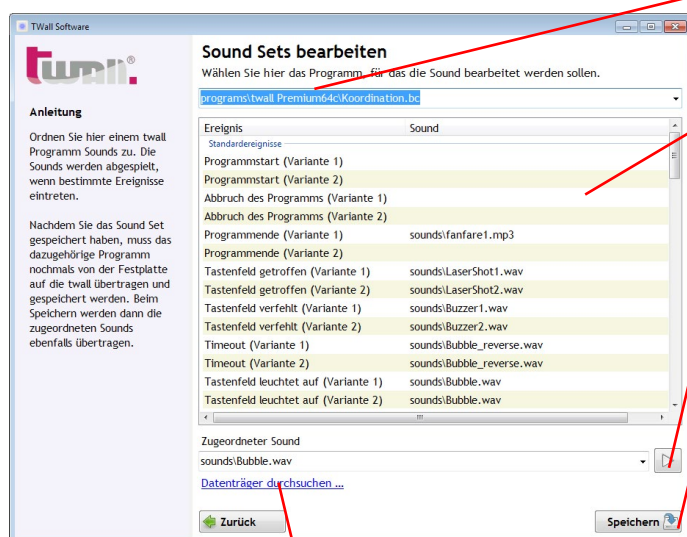 TWall Software
twall®
Anleitung
Ordnen Sie hier einem twall
Programm Sounds zu. Die
Sounds werden abgespielt,
wenn bestimmte Ereignisse
eintreten.
Nachdem Sie das Sound Set
gespeichert haben, muss das
dazugehörige Programm
nochmals von der Festplatte
auf die twall übertragen und
gespeichert werden. Beim
Speichern werden dann die
zugeordneten Sounds
ebenfalls übertragen.
Sound Sets bearbeiten
Wählen Sie hier das Programm, für das die Sound bearbeitet werden sollen.
programs\twall Premium64c\Koordination.bc
Ereignis Sound
Standardereignisse
Programmstart (Variante 1)
Programmstart (Variante 2)
Abbruch des Programms (Variante 1)
Abbruch des Programms (Variante 2)
Programmende (Variante 1) sounds\fanfare1.mp3
Programmende (Variante 2)
Tastenfeld getroffen (Variante 1) sounds\LaserShot1.wav
Tastenfeld getroffen (Variante 2) sounds\LaserShot2.wav
Tastenfeld verfehlt (Variante 1) sounds\Buzzer1.wav
Tastenfeld verfehlt (Variante 2) sounds\Buzzer2.wav
Timeout (Variante 1) sounds\Bubble_reverse.wav
Timeout (Variante 2) sounds\Bubble_reverse.wav
Tastenfeld leuchtet auf (Variante 1) sounds\Bubble.wav
Tastenfeld leuchtet auf (Variante 2) sounds\Bubble.wav
Zugeordneter Sound
sounds\Bubble.wav
Datenträger durchsuchen ...
Zurück
Speichern